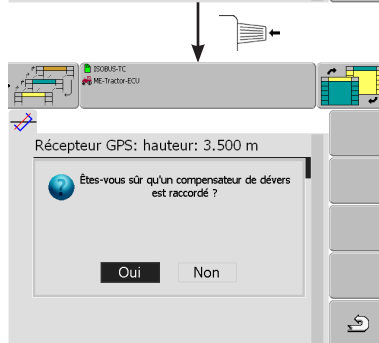 ISOBUS-TC
ME-Tractor-ECU
Récepteur GPS: hauteur: 3.500 m
Êtes-vous sûr qu'un compensateur de dévers
est raccordé ?
Oui Non